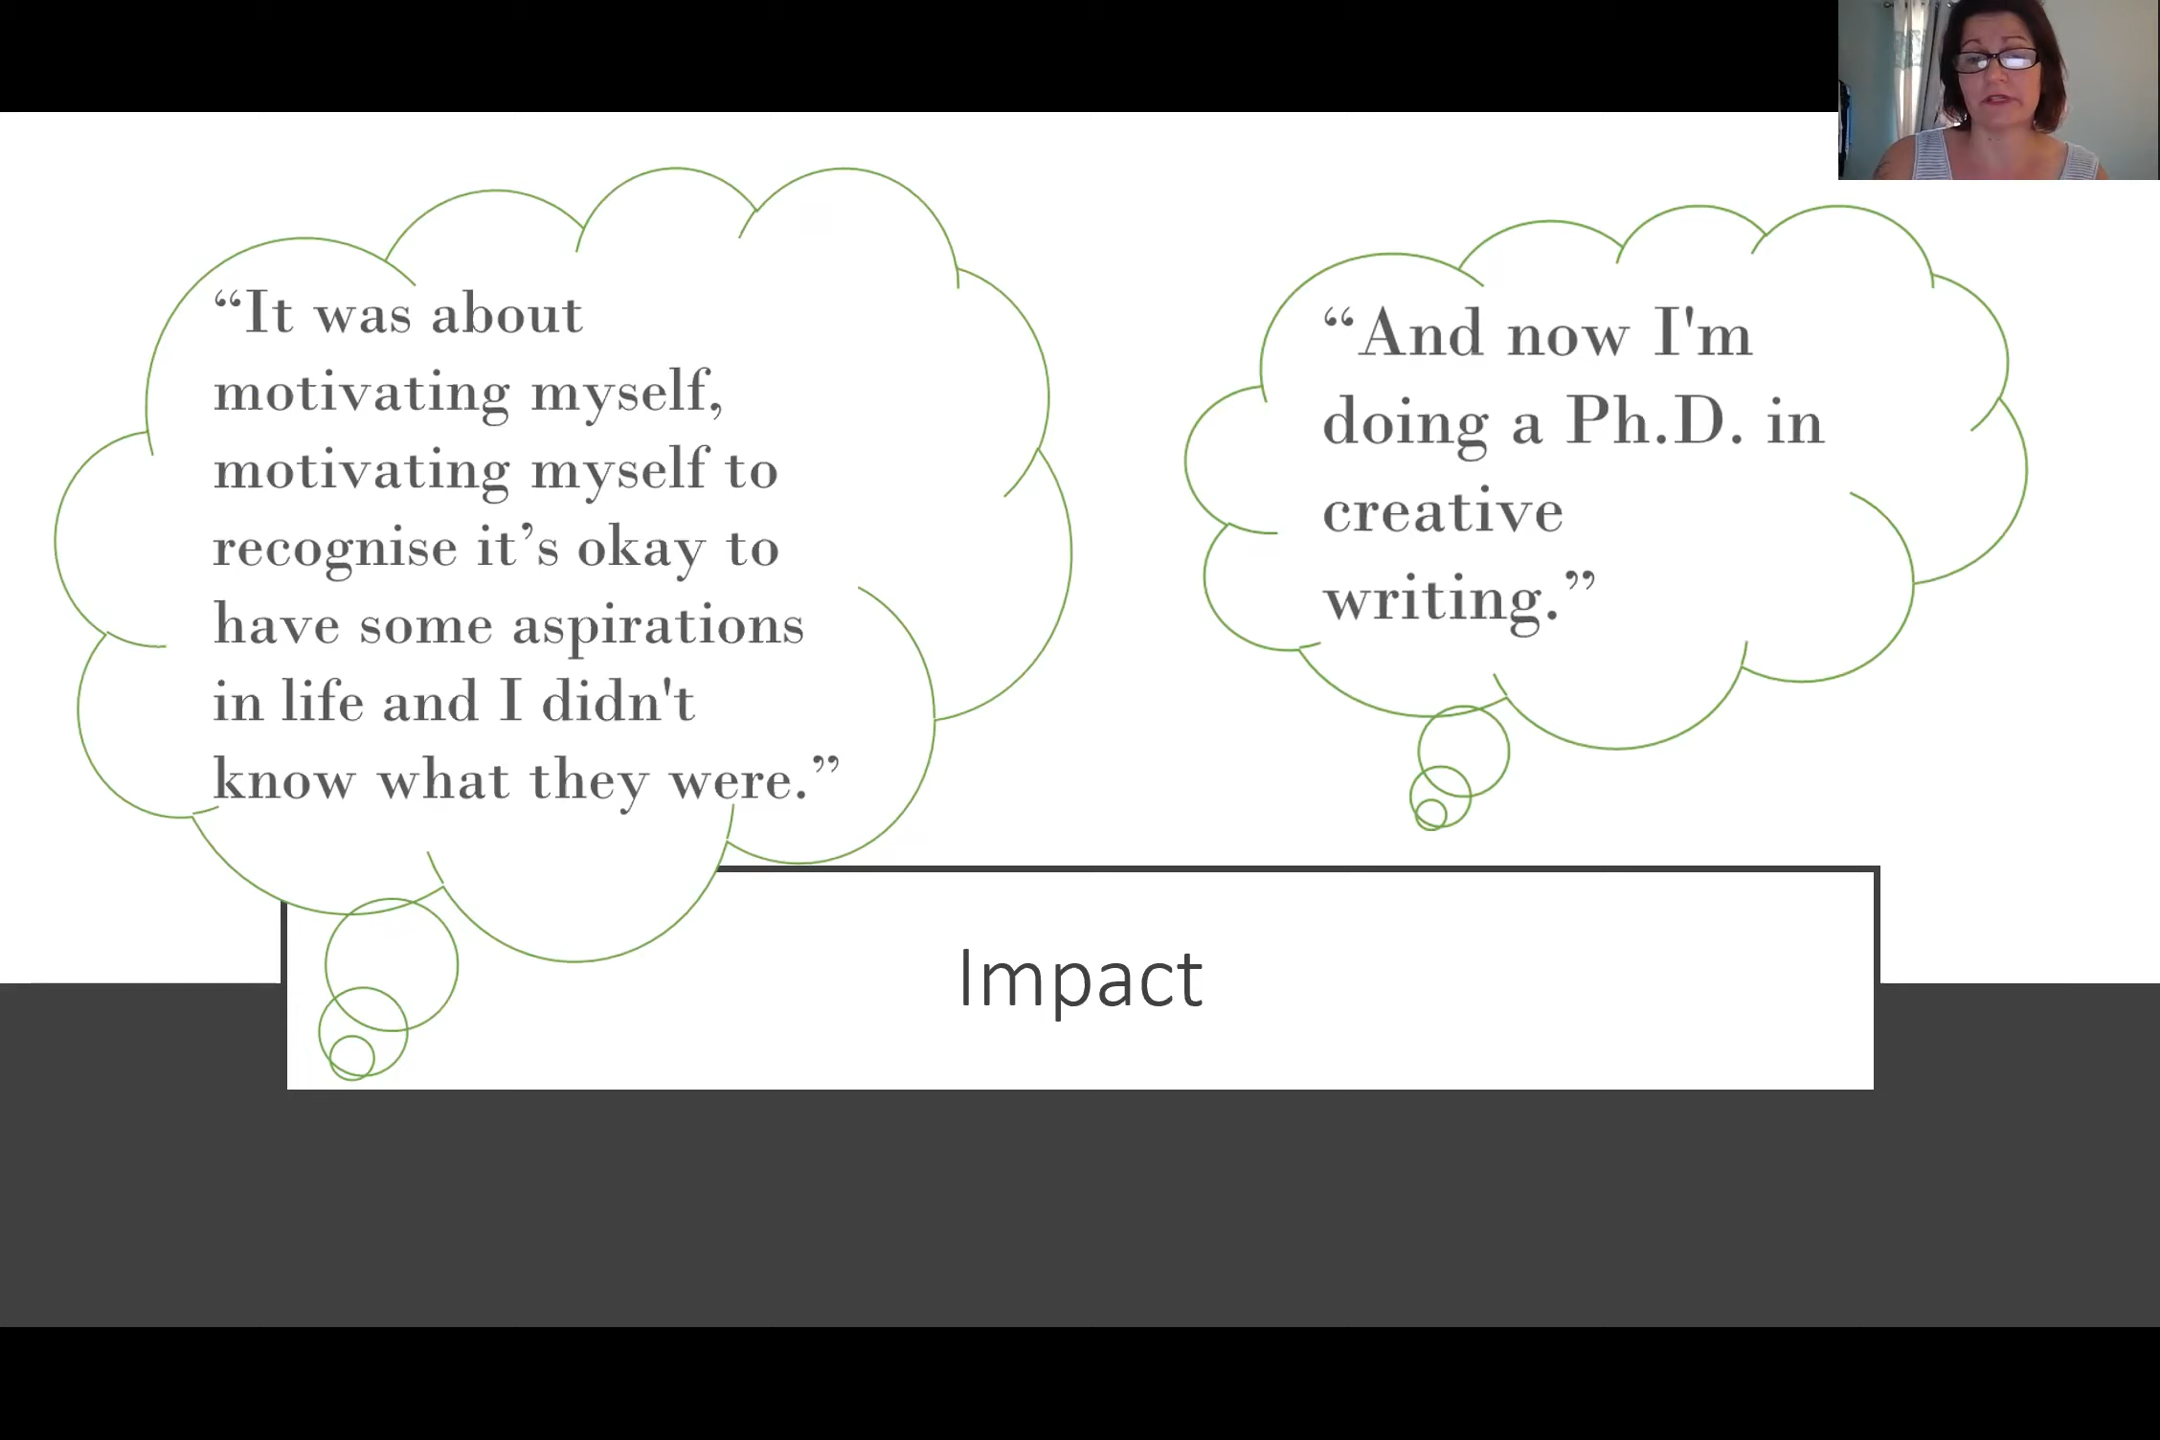 “It was about
motivating myself,
motivating myself to
recognise it’s okay to
have some aspirations
in life and I didn't
know what they were.”
“And now I'm
doing a Ph.D. in
creative
writing.”
Impact